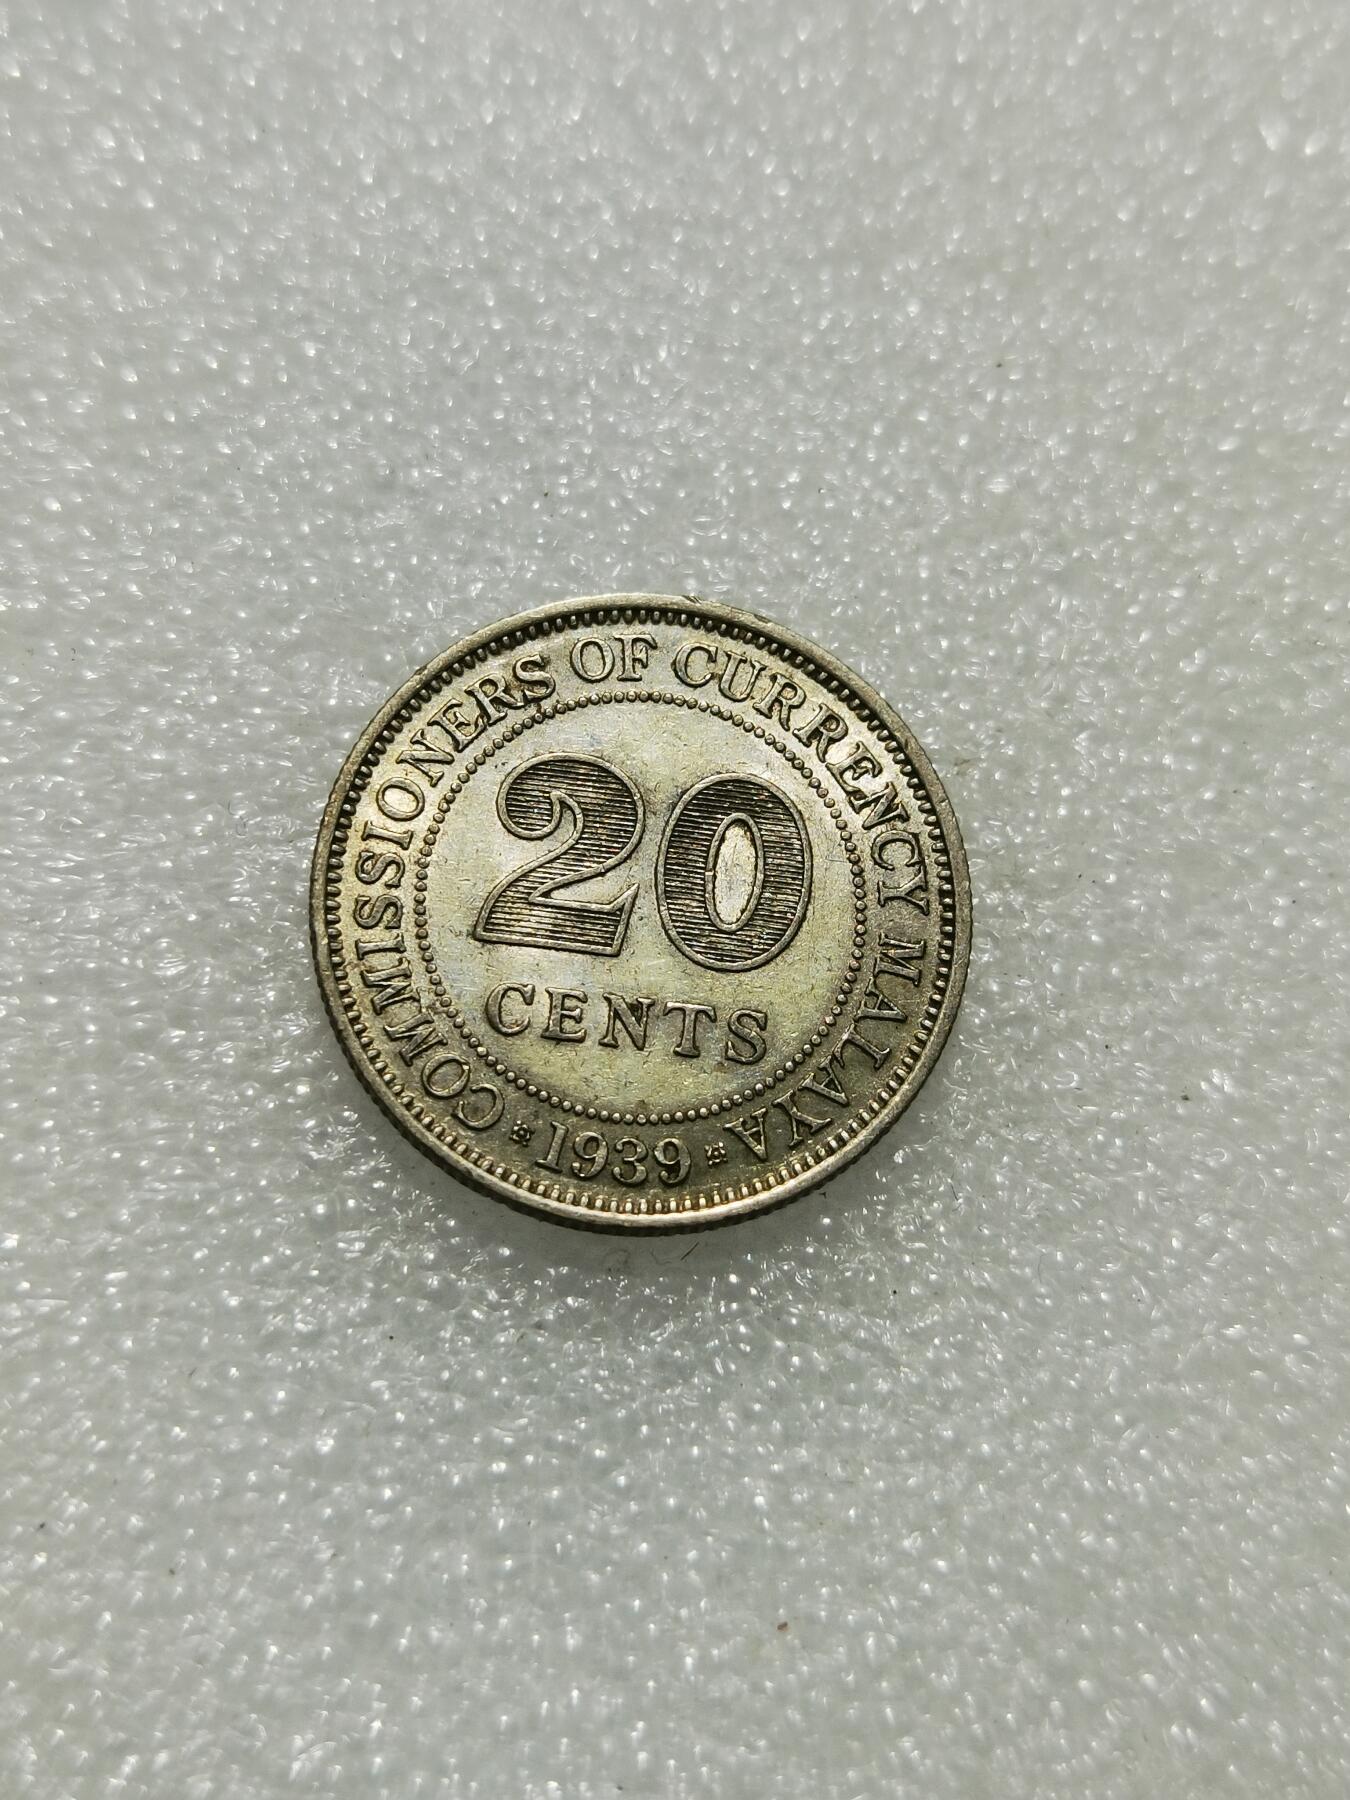 COMMISSIONERS OF CURRENCY MALAYA
20
CENTS
1939